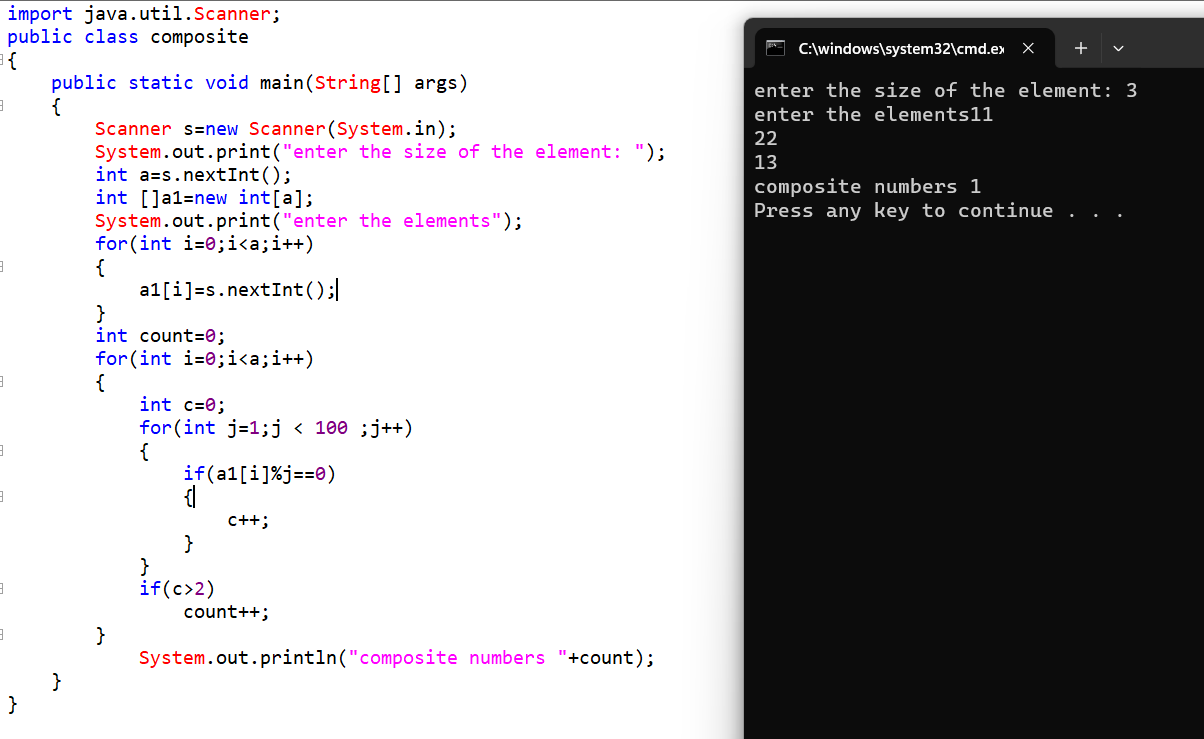 import java.util.Scanner;
public class composite
{
    public static void main(String[] args)
    {
        Scanner s=new Scanner(System.in);
        System.out.print("enter the size of the element: ");
        int a=s.nextInt();
        int []a1=new int[a];
        System.out.print("enter the elements");
        for(int i=0;i<a;i++)
        {
            a1[i]=s.nextInt();
        }
        int count=0;
        for(int i=0;i<a;i++)
        {
            int c=0;
            for(int j=1;j < 100 ;j++)
            {
                if(a1[i]%j==0)
                {
                    c++;
                }
            }
            if(c>2)
                count++;
        }
            System.out.println("composite numbers "+count);
    }
}
C:\windows\system32\cmd.ex
enter the size of the element: 3
enter the elements11
22
13
composite numbers 1
Press any key to continue . . .